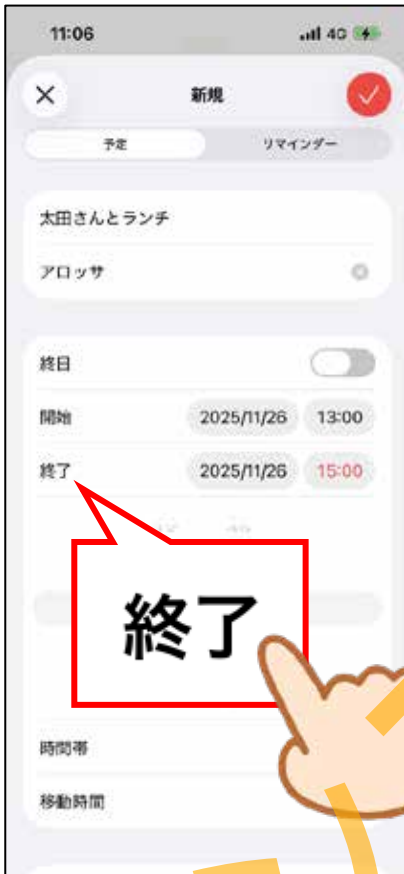 11:06 4G
新規
予定 リマインダー
太田さんとランチ
アロッサ
終日
開始 2025/11/26 13:00
終了 2025/11/26 15:00
終了
時間帯
移動時間